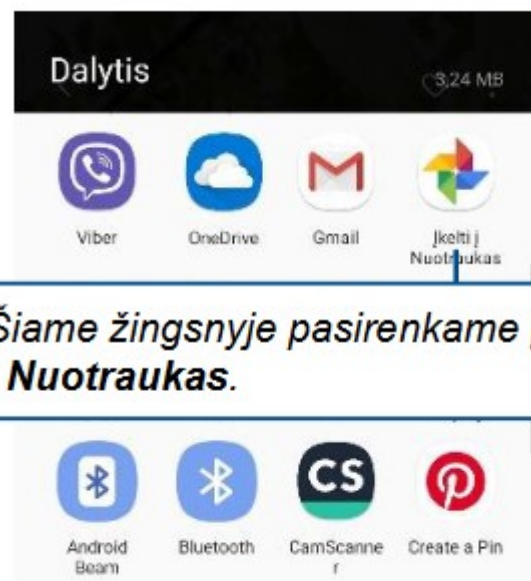 Dalytis
3,24 MB
Viber
OneDrive
Gmail
Įkelti į
Nuotraukas
Šiame žingsnyje pasirenkame
Nuotraukas.
CS
Android
Beam
Bluetooth
CamScanne
r
Create a Pin